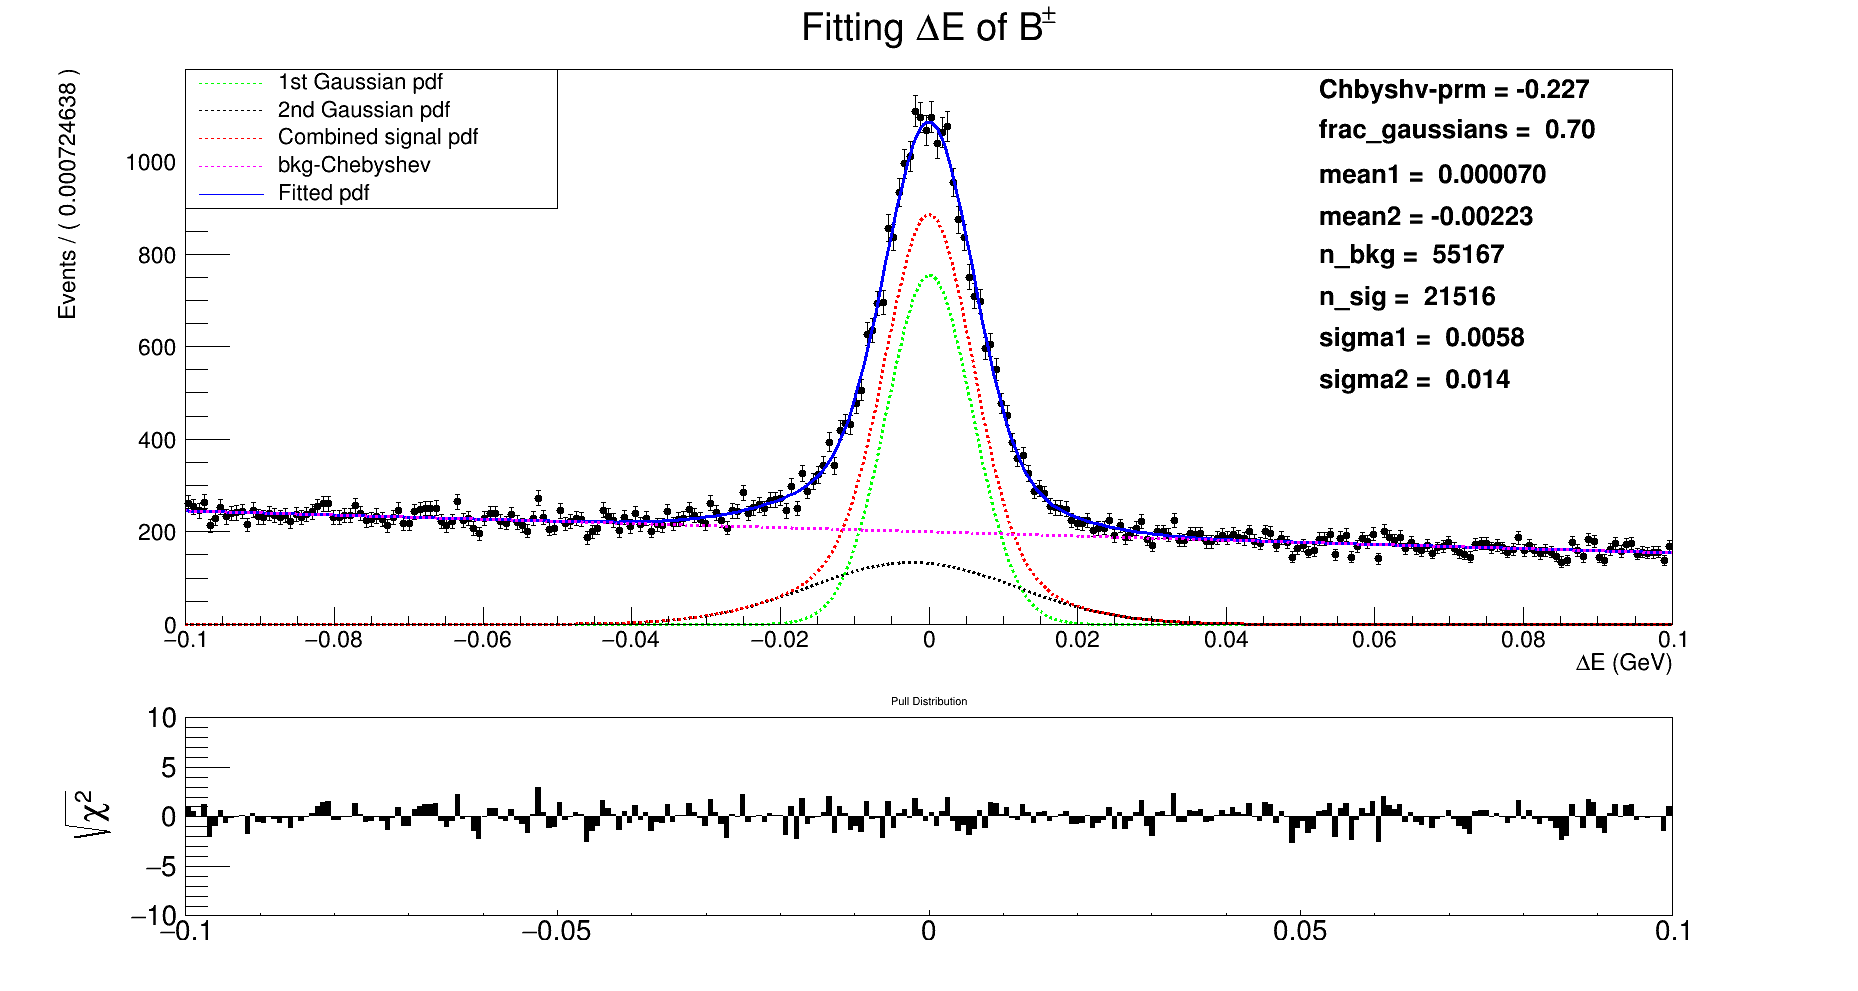 Fitting ΔE of B±
Events / ( 0.000724638 )
1st Gaussian pdf
2nd Gaussian pdf
Combined signal pdf
bkg-Chebyshev
Fitted pdf
Chbyshv-prm = -0.227
frac_gaussians = 0.70
mean1 = 0.000070
mean2 = -0.00223
n_bkg = 55167
n_sig = 21516
sigma1 = 0.0058
sigma2 = 0.014
1000
800
600
400
200
0
−0.1 −0.08 −0.06 −0.04 −0.02 0 0.02 0.04 0.06 0.08 0.1
ΔE (GeV)
Pull Distribution
√χ²
10
5
0
−5
−10
−0.1 −0.05 0 0.05 0.1